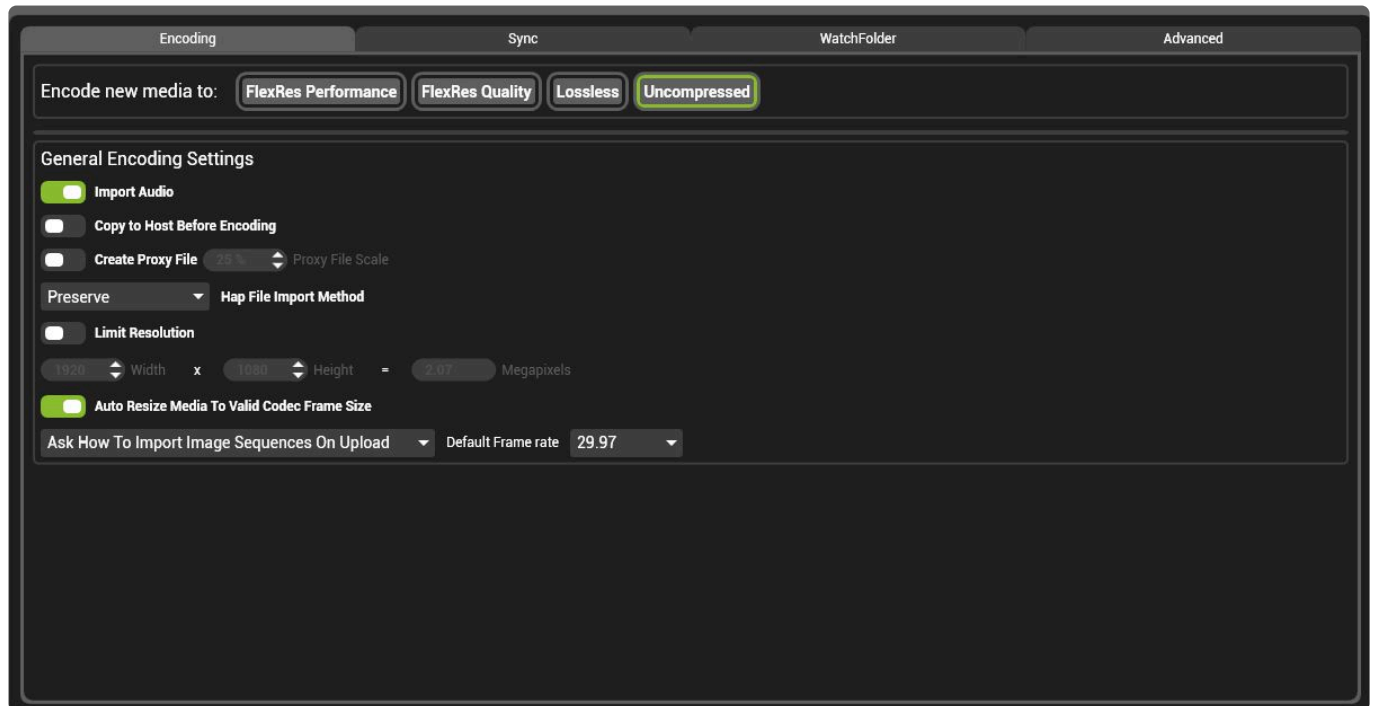 Encoding Sync WatchFolder Advanced
Encode new media to: FlexRes Performance FlexRes Quality Lossless Uncompressed
General Encoding Settings
Import Audio
Copy to Host Before Encoding
Create Proxy File 25 % Proxy File Scale
Preserve Hap File Import Method
Limit Resolution
1920 Width x 1080 Height = 2.07 Megapixels
Auto Resize Media To Valid Codec Frame Size
Ask How To Import Image Sequences On Upload Default Frame rate 29.97